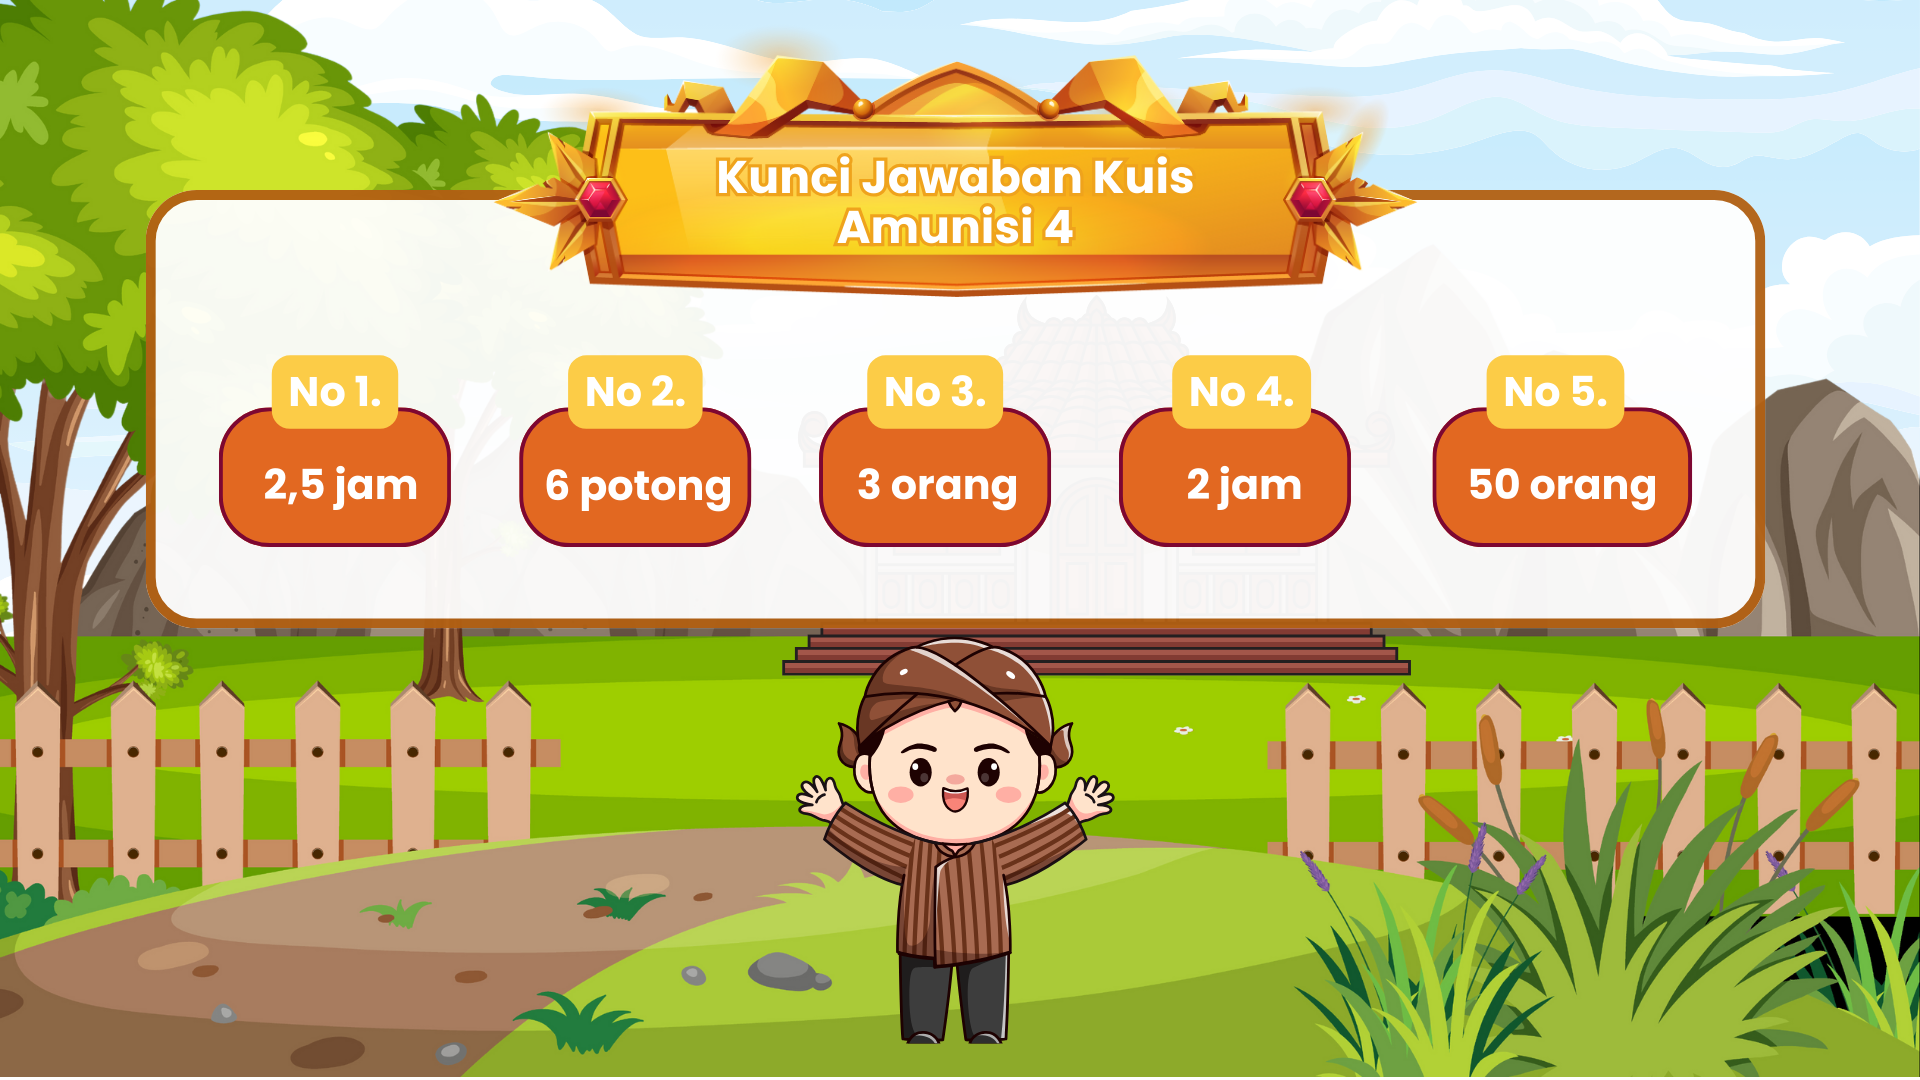 Kunci Jawaban Kuis
Amunisi 4
No 1.
2,5 jam
No 2.
6 potong
No 3.
3 orang
No 4.
2 jam
No 5.
50 orang